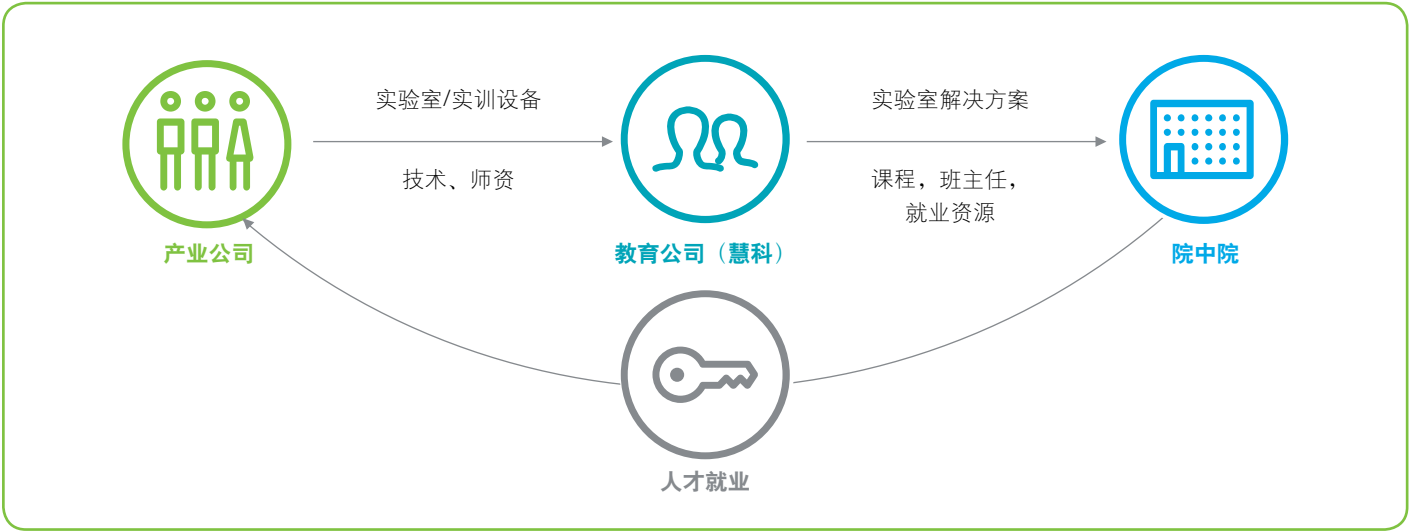 实验室/实训设备
技术、师资
实验室解决方案
课程，班主任，
就业资源
产业公司
教育公司（慧科）
院中院
人才就业